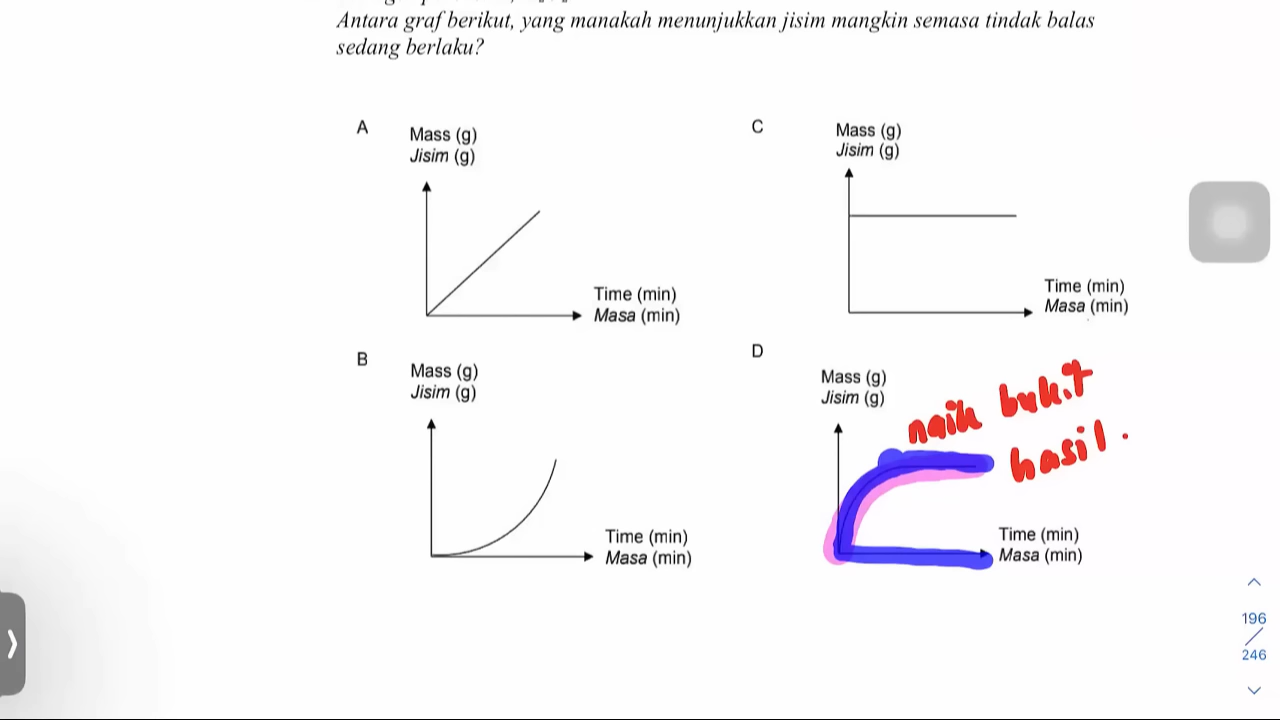 Antara graf berikut, yang manakah menunjukkan jisim mangkin semasa tindak balas
sedang berlaku?
A
Mass (g)
Jisim (g)
Time (min)
Masa (min)
C
Mass (g)
Jisim (g)
Time (min)
Masa (min)
B
Mass (g)
Jisim (g)
Time (min)
Masa (min)
D
Mass (g)
Jisim (g)
naik bukit
hasil.
Time (min)
Masa (min)
196
246